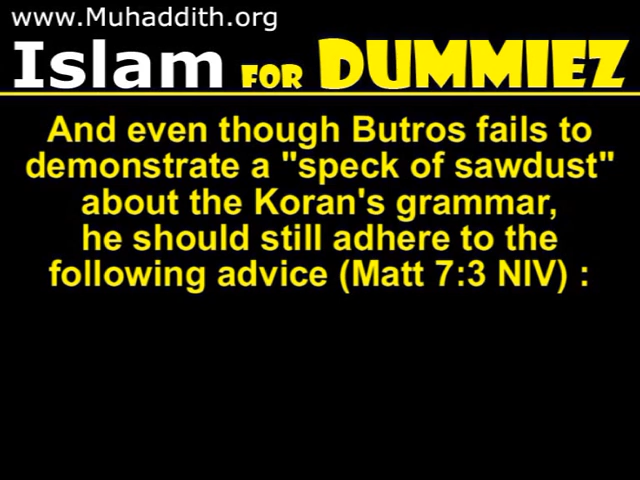 www.Muhaddith.org
Islam FOR DUMMIEZ
And even though Butros fails to
demonstrate a "speck of sawdust"
about the Koran's grammar,
he should still adhere to the
following advice (Matt 7:3 NIV) :